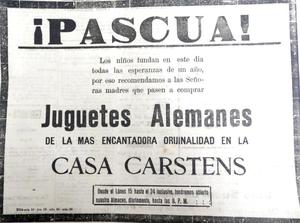 ¡PASCUA!
Los niños fundan en este día
todas las esperanzas de un año,
por eso recomendamos a las Seño-
ras madres que pasen a comprar
Juguetes Alemanes
DE LA MAS ENCANTADORA ORIJINALIDAD EN LA
CASA CARSTENS
Desde el Lúnes 15 hasta el 24 inclusive, tendremos abierto
nuestro Almacen, diariamente, hasta las 9. P. M.